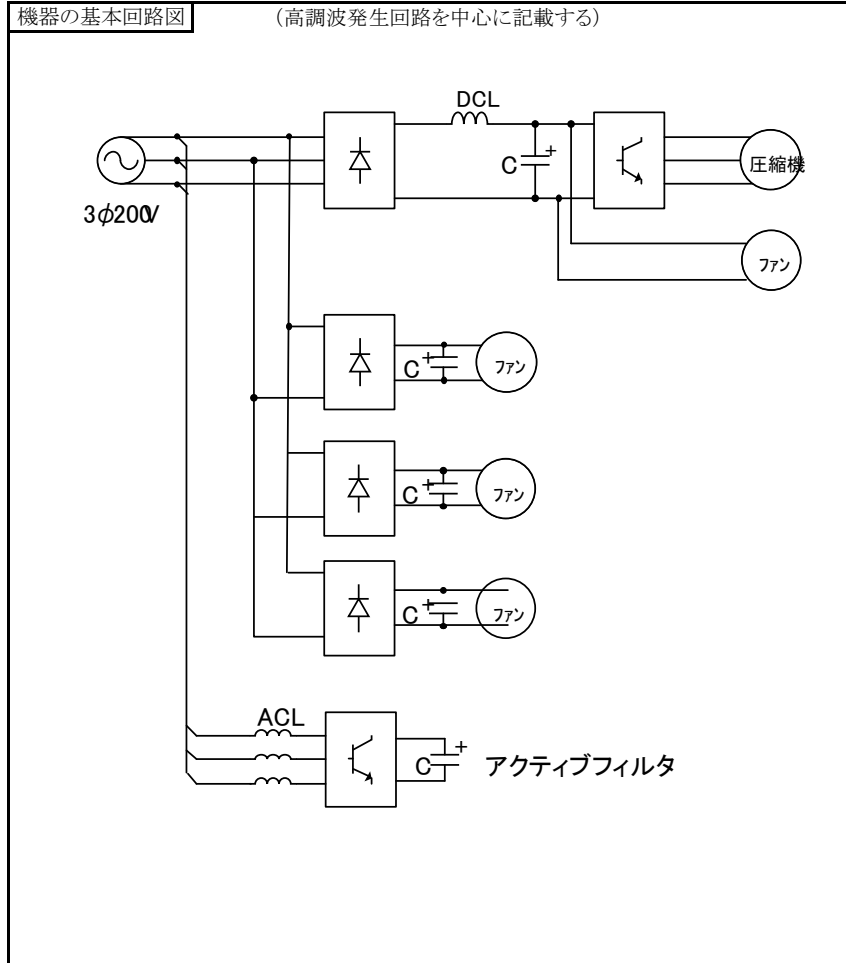 機器の基本回路図 (高調波発生回路を中心に記載する)
DCL
C +
圧縮機
3φ200V
ファン
C + ファン
C + ファン
C + ファン
ACL
C + アクティブフィルタ